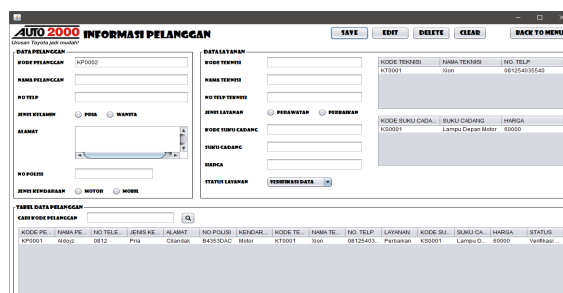 AUTO 2000
Urusan Toyota jadi mudah!
INFORMASI PELANGGAN
SAVE
EDIT
DELETE
CLEAR
BACK TO MENU
DATA PELANGGAN
KODE PELANGGAN KP0002
NAMA PELANGGAN
NO TELP
JENIS KELAMIN PRIA WANITA
ALAMAT
NO POLISI
JENIS KENDARAAN MOTOR MOBIL
DATA LAYANAN
KODE TEKNISI
NAMA TEKNISI
NO TELP TEKNISI
JENIS LAYANAN PERAWATAN PERBAIKAN
KODE SUKU CADANG
SUKU CADANG
HARGA
STATUS LAYANAN VERIFIKASI DATA
KODE TEKNISI NAMA TEKNISI NO. TELP
KT0001 Xion 081254035540
KODE SUKU CADA... SUKU CADANG HARGA
KS0001 Lampu Depan Motor 60000
TABEL DATA PELANGGAN
CARI KODE PELANGGAN
KODE PE... NAMA PE... NO TELE... JENIS KE... ALAMAT NO POLISI KENDAR... KODE TE... NAMA TE... NO. TELP LAYANAN KODE SU... SUKU CA... HARGA STATUS
KP0001 Aldoyz 0812 Pria Cilandak B4353DAC Motor KT0001 Xion 08125403... Perbaikan KS0001 Lampu D... 60000 Verifikasi ...